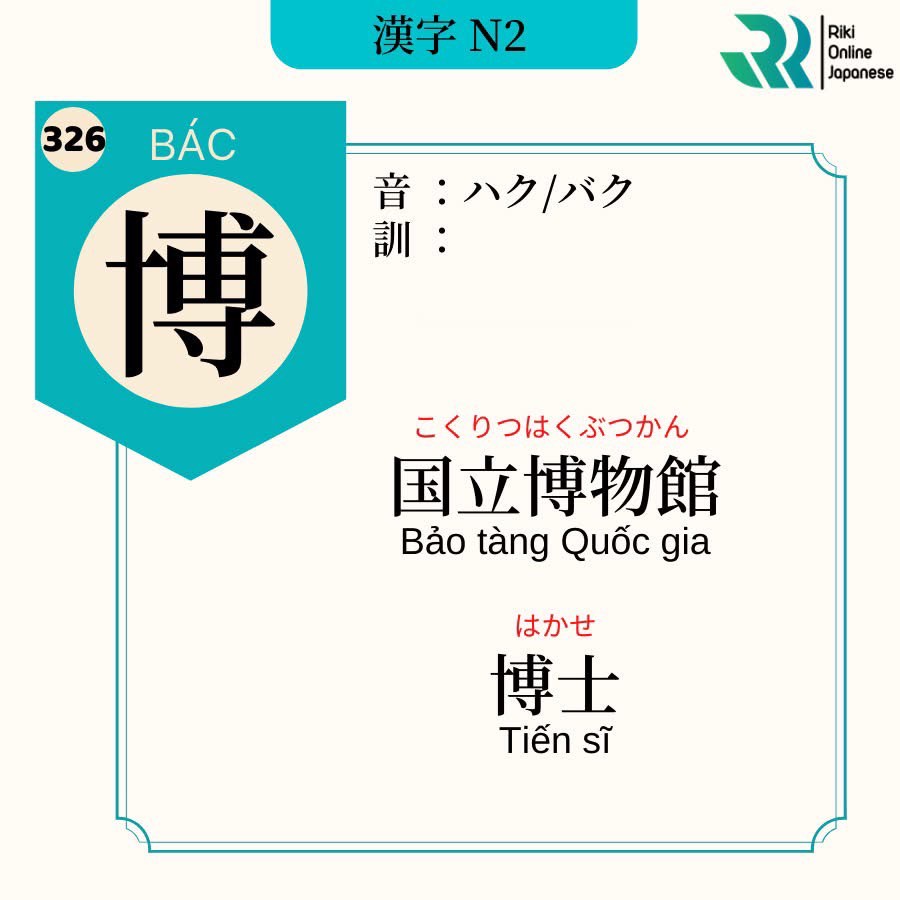 漢字 N2
Riki
Online
Japanese
326
BÁC
博
音 ：ハク/バク
訓 ：
こくりつはくぶつかん
国立博物館
Bảo tàng Quốc gia
はかせ
博士
Tiến sĩ